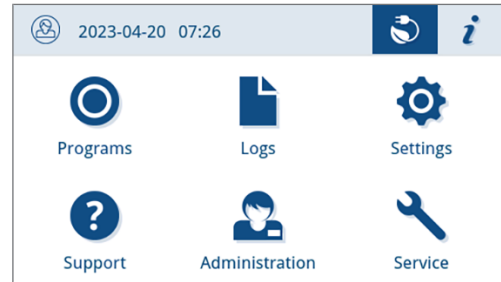 2023-04-20 07:26 i
Programs Logs Settings
?
Support Administration Service